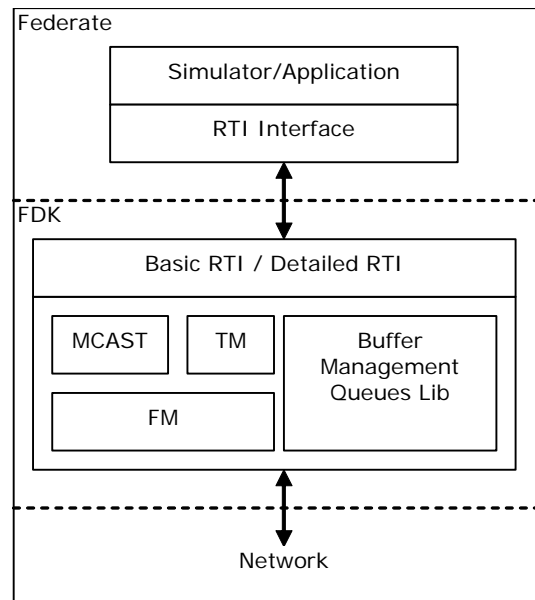 Federate
Simulator/Application
RTI Interface
FDK
Basic RTI / Detailed RTI
MCAST
TM
Buffer
Management
Queues Lib
FM
Network